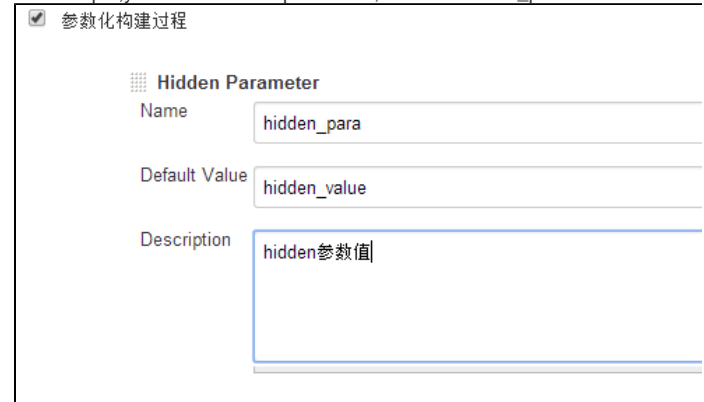 参数化构建过程
Hidden Parameter
Name
hidden_para
Default Value
hidden_value
Description
hidden参数值